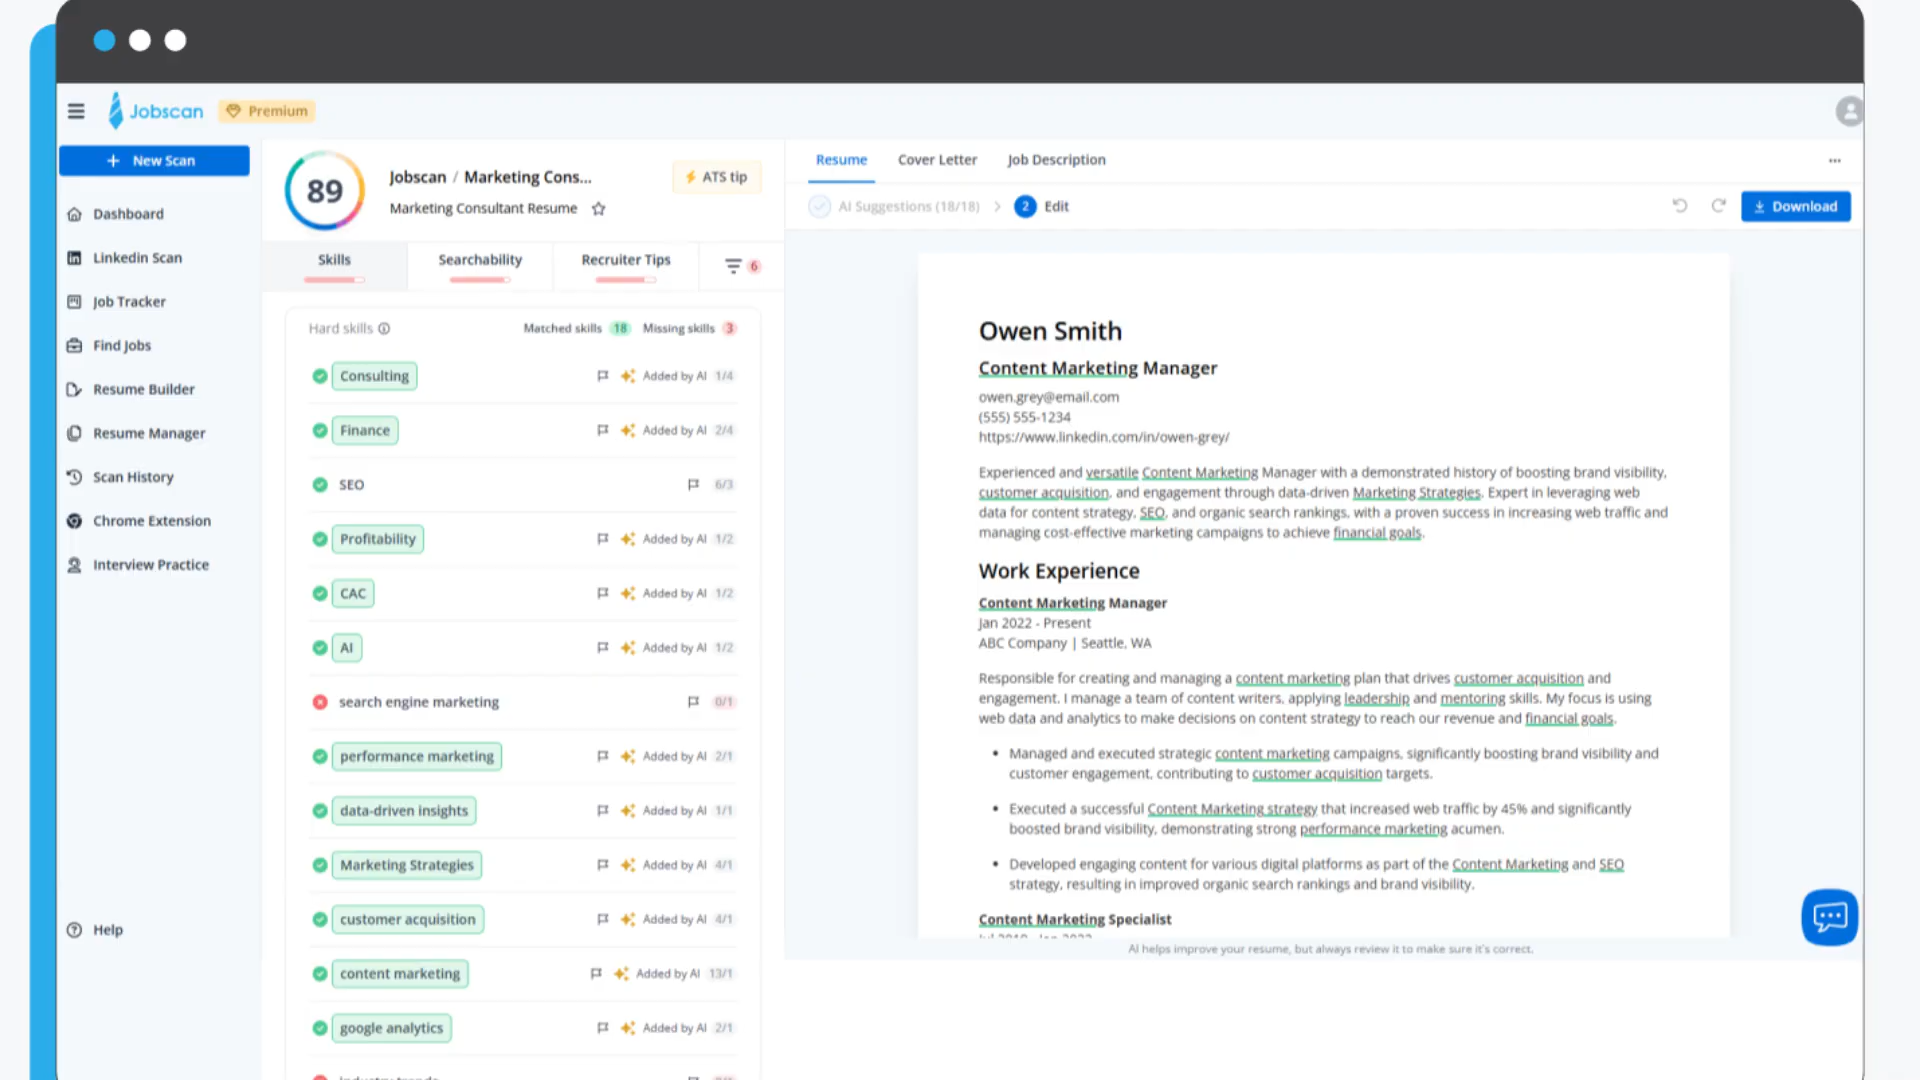 Jobscan
Premium
+ New Scan
Dashboard
Linkedin Scan
Job Tracker
Find Jobs
Resume Builder
Resume Manager
Scan History
Chrome Extension
Interview Practice
Help
89
Jobscan / Marketing Cons...
Marketing Consultant Resume
ATS tip
Skills
Searchability
Recruiter Tips
6
Hard skills
Matched skills 18 Missing skills 3
Consulting Added by AI 1/4
Finance Added by AI 2/4
SEO 6/3
Profitability Added by AI 1/2
CAC Added by AI 1/2
AI Added by AI 1/2
search engine marketing 0/1
performance marketing Added by AI 2/1
data-driven insights Added by AI 1/1
Marketing Strategies Added by AI 4/1
customer acquisition Added by AI 4/1
content marketing Added by AI 13/1
google analytics Added by AI 2/1
industry trends
Resume Cover Letter Job Description
AI Suggestions (18/18) 2 Edit
Download
Owen Smith
Content Marketing Manager
owen.grey@email.com
(555) 555-1234
https://www.linkedin.com/in/owen-grey/
Experienced and versatile Content Marketing Manager with a demonstrated history of boosting brand visibility,
customer acquisition, and engagement through data-driven Marketing Strategies. Expert in leveraging web
data for content strategy, SEO, and organic search rankings, with a proven success in increasing web traffic and
managing cost-effective marketing campaigns to achieve financial goals.
Work Experience
Content Marketing Manager
Jan 2022 - Present
ABC Company | Seattle, WA
Responsible for creating and managing a content marketing plan that drives customer acquisition and
engagement. I manage a team of content writers, applying leadership and mentoring skills. My focus is using
web data and analytics to make decisions on content strategy to reach our revenue and financial goals.
• Managed and executed strategic content marketing campaigns, significantly boosting brand visibility and
customer engagement, contributing to customer acquisition targets.
• Executed a successful Content Marketing strategy that increased web traffic by 45% and significantly
boosted brand visibility, demonstrating strong performance marketing acumen.
• Developed engaging content for various digital platforms as part of the Content Marketing and SEO
strategy, resulting in improved organic search rankings and brand visibility.
Content Marketing Specialist
AI helps improve your resume, but always review it to make sure it's correct.